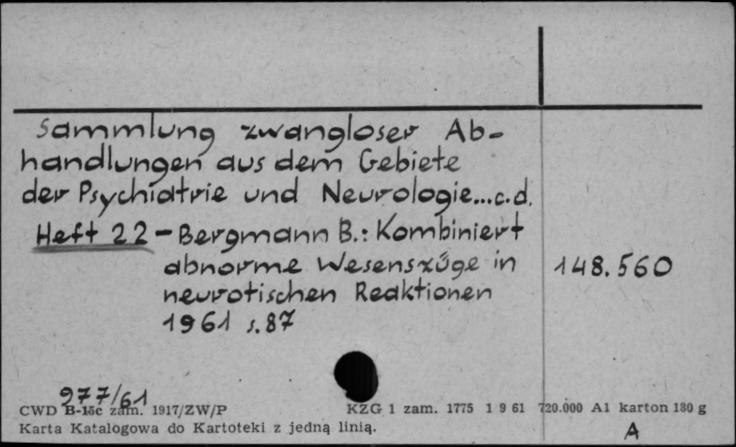 Sammlung zwangloser Ab-
handlungen aus dem Gebiete
der Psychiatrie und Neurologie...c.d.
Heft 22 - Bergmann B.: Kombiniert
abnorme Wesenszüge in 148.560
neurotischen Reaktionen
1961 s.87
977/61
CWD B-15c zam. 1917/ZW/P KZG 1 zam. 1775 1 9 61 720.000 A1 karton 180 g
Karta Katalogowa do Kartoteki z jedną linią. A